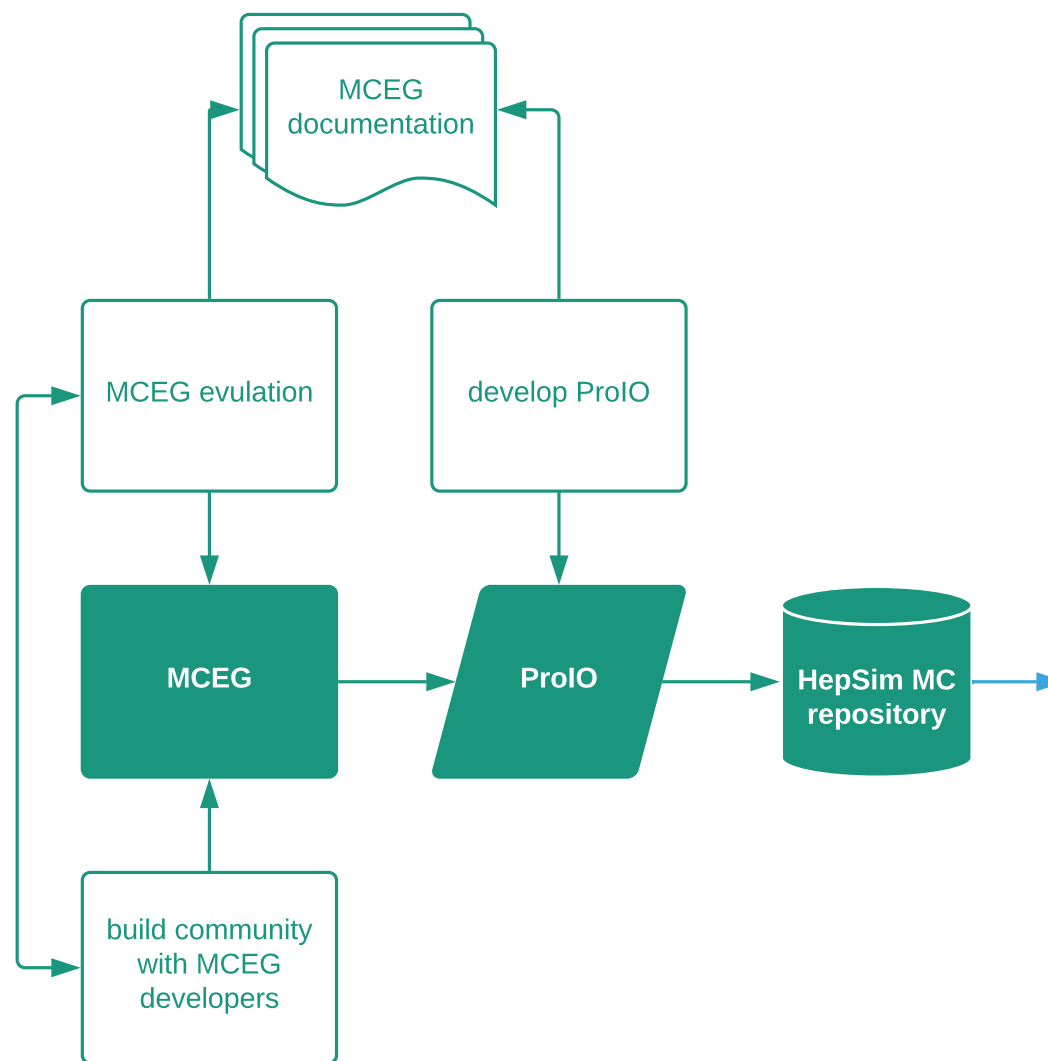 MCEG
documentation
MCEG evulation
develop ProIO
MCEG
ProIO
HepSim MC
repository
build community
with MCEG
developers